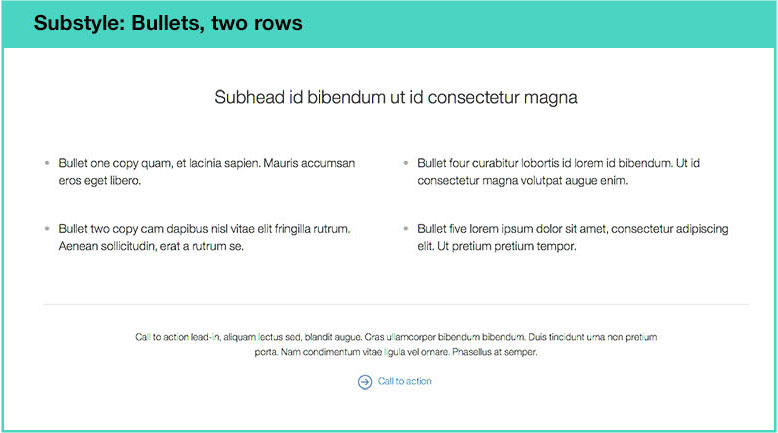 Substyle: Bullets, two rows
Subhead id bibendum ut id consectetur magna
Bullet one copy quam, et lacinia sapien. Mauris accumsan
eros eget libero.
Bullet two copy cam dapibus nisl vitae elit fringilla rutrum.
Aenean sollicitudin, erat a rutrum se.
Bullet four curabitur lobortis id lorem id bibendum. Ut id
consectetur magna volutpat augue enim.
Bullet five lorem ipsum dolor sit amet, consectetur adipiscing
elit. Ut pretium pretium tempor.
Call to action lead-in, aliquam lectus sed, blandit augue. Cras ullamcorper bibendum bibendum. Duis tincidunt urna non pretium
porta. Nam condimentum vitae ligula vel ornare. Phasellus at semper.
Call to action